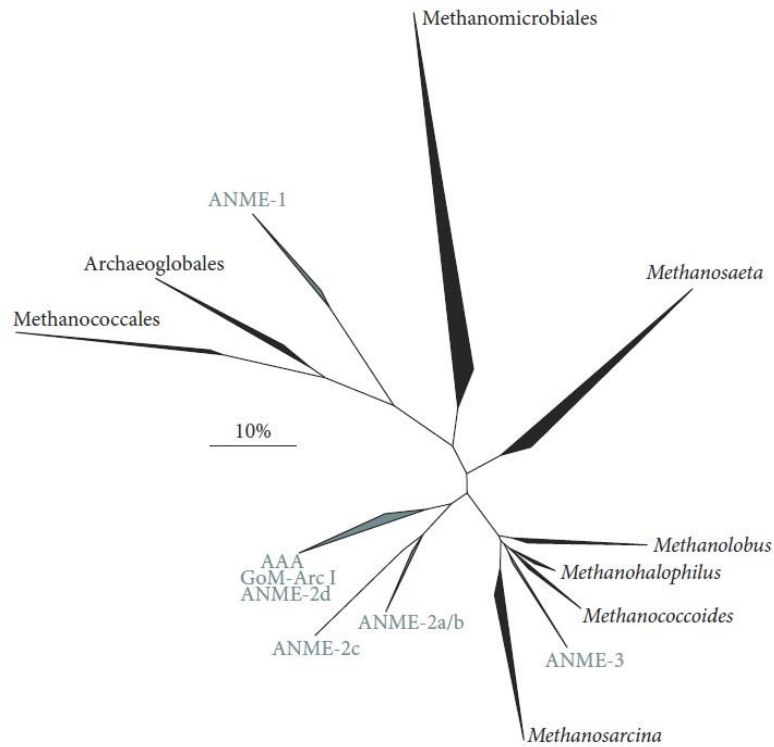 Methanomicrobiales
ANME-1
Archaeoglobales
Methanosaeta
Methanococcales
10%
Methanolobus
AAA
Methanohalophilus
GoM-Arc I
ANME-2d
Methanococcoides
ANME-2a/b
ANME-2c
ANME-3
Methanosarcina